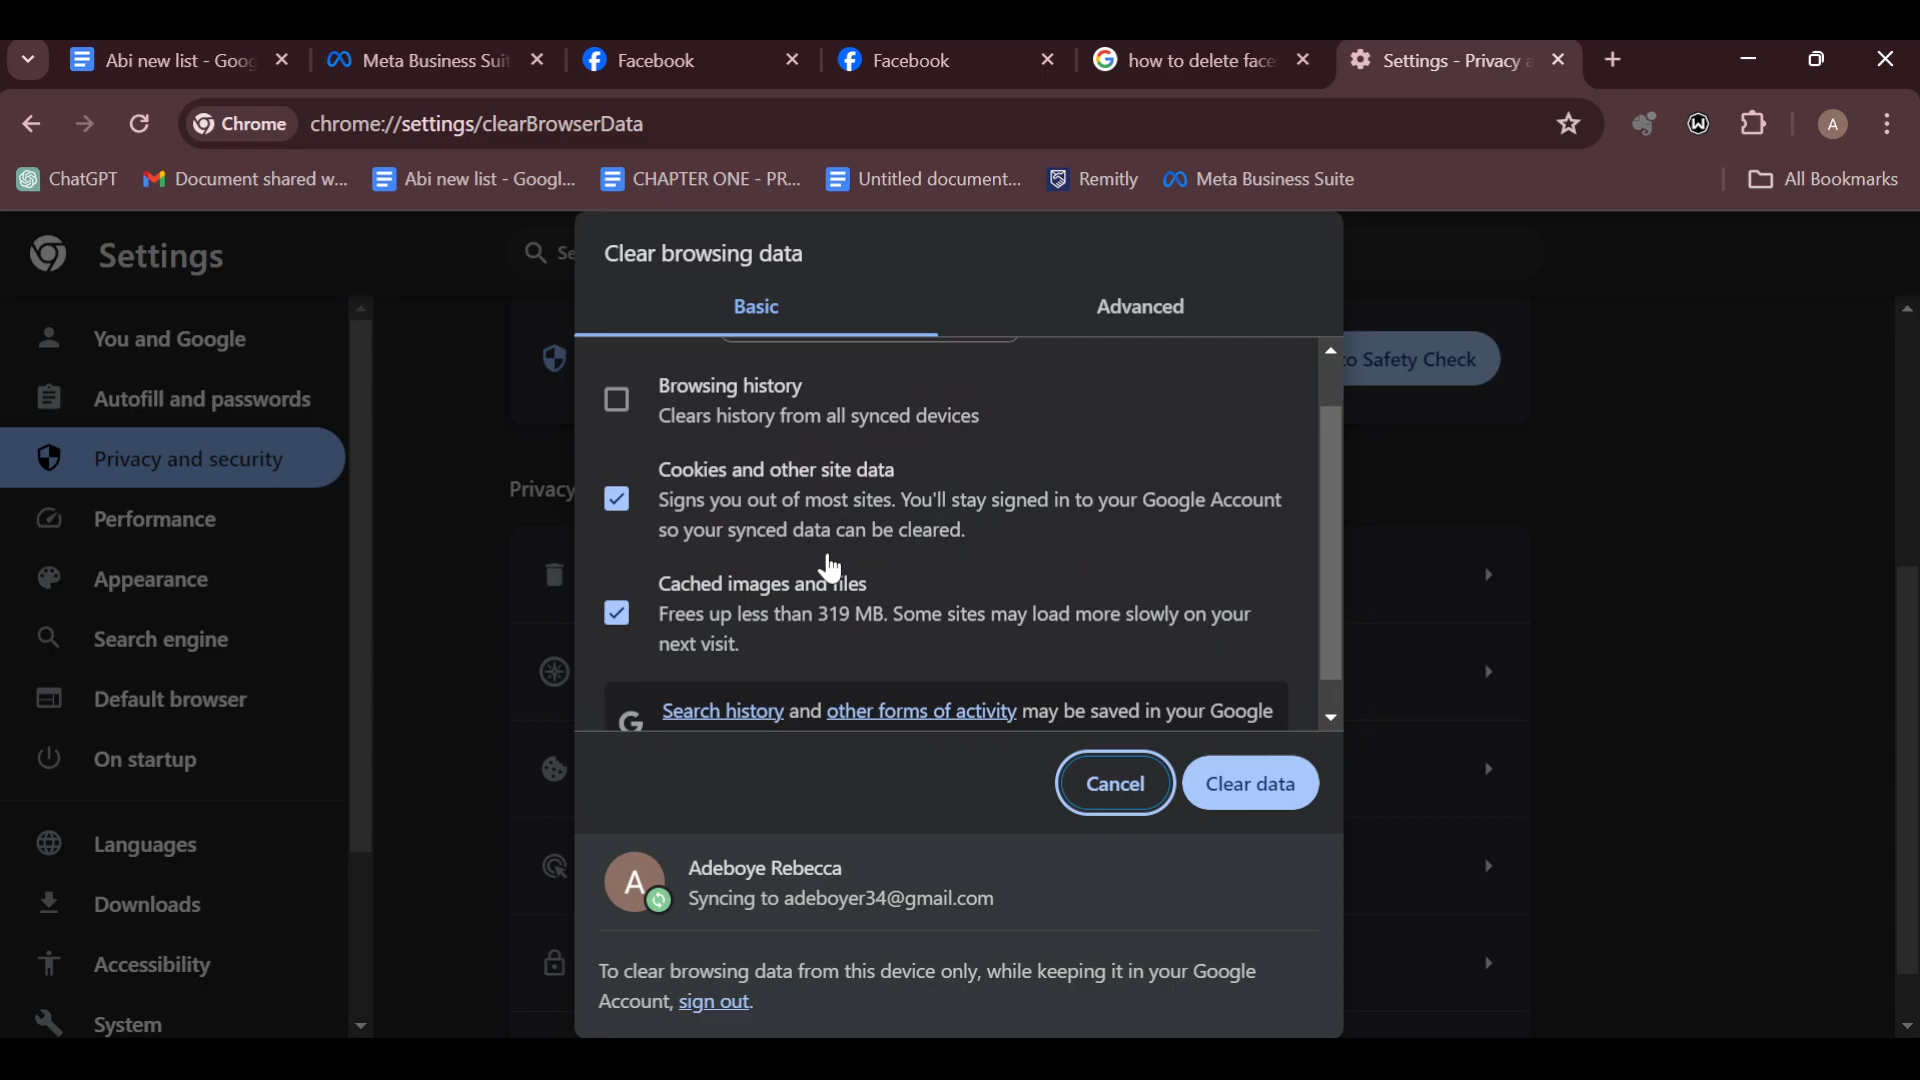 Abi new list - Goog
Meta Business Suit
Facebook
Facebook
how to delete face
Settings - Privacy a
Chrome
chrome://settings/clearBrowserData
A
ChatGPT
Document shared w...
Abi new list - Googl...
CHAPTER ONE - PR...
Untitled document...
Remitly
Meta Business Suite
All Bookmarks
Settings
Se
You and Google
Autofill and passwords
Privacy and security
Performance
Appearance
Search engine
Default browser
On startup
Languages
Downloads
Accessibility
System
Privacy
to Safety Check
Clear browsing data
Basic
Advanced
Browsing history
Clears history from all synced devices
Cookies and other site data
Signs you out of most sites. You'll stay signed in to your Google Account
so your synced data can be cleared.
Cached images and files
Frees up less than 319 MB. Some sites may load more slowly on your
next visit.
Search history and other forms of activity may be saved in your Google
Cancel
Clear data
A
Adeboye Rebecca
Syncing to adeboyer34@gmail.com
To clear browsing data from this device only, while keeping it in your Google
Account, sign out.